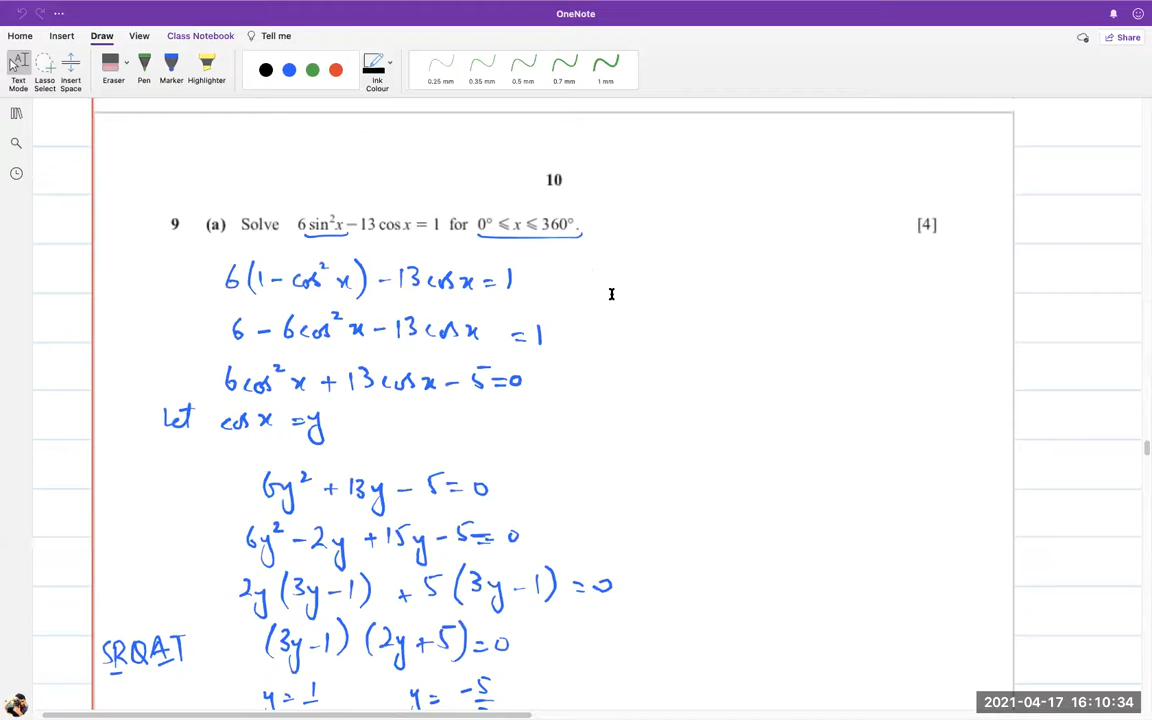 OneNote
Home Insert Draw View Class Notebook Tell me
Share
Text Mode
Lasso Select
Insert Space
Eraser
Pen
Marker
Highlighter
Ink Colour
0.25 mm 0.35 mm 0.5 mm 0.7 mm 1 mm
10
9 (a) Solve 6 sin²x − 13 cos x = 1 for 0° ⩽ x ⩽ 360°. [4]
6(1 − cos² x) − 13 cos x = 1
6 − 6cos² x − 13 cos x = 1
6cos² x + 13 cos x − 5 = 0
Let cos x = y
6y² + 13y − 5 = 0
6y² − 2y + 15y − 5 = 0
2y(3y − 1) + 5(3y − 1) = 0
SRQAT (3y − 1)(2y + 5) = 0
y = 1 y = −5
2021-04-17 16:10:34